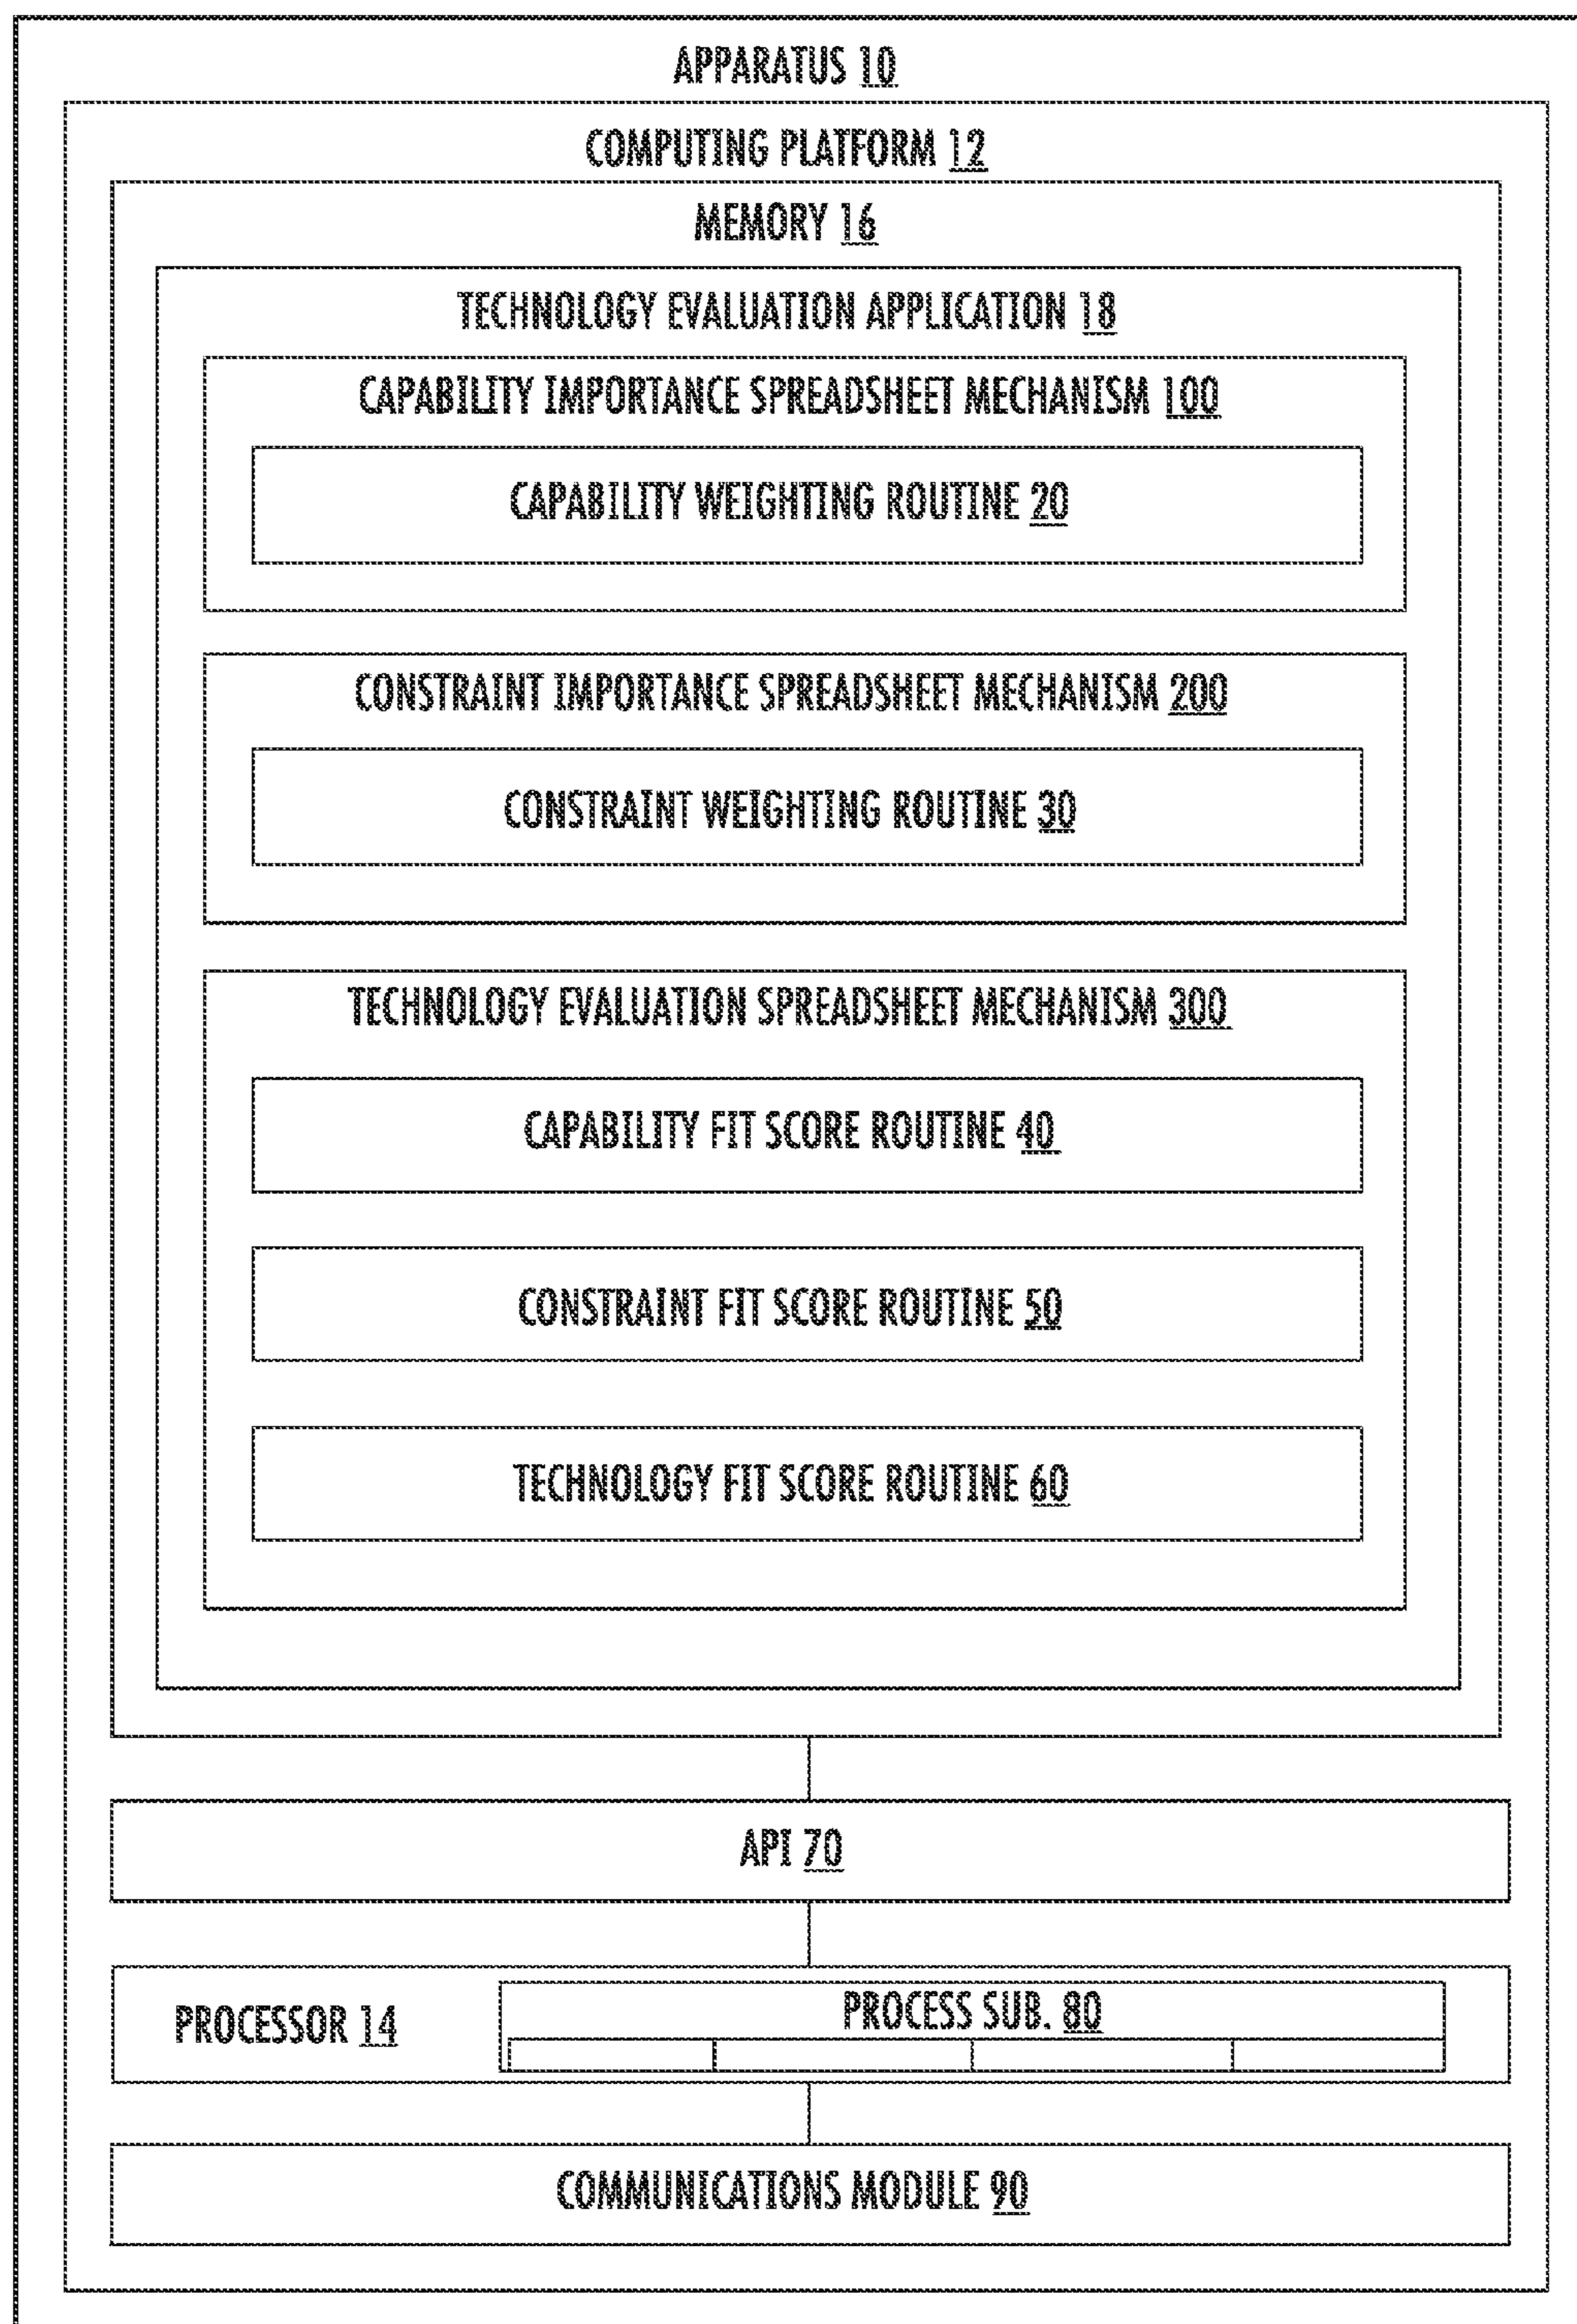 APPARATUS 10
COMPUTING PLATFORM 12
MEMORY 16
TECHNOLOGY EVALUATION APPLICATION 18
CAPABILITY IMPORTANCE SPREADSHEET MECHANISM 100
CAPABILITY WEIGHTING ROUTINE 20
CONSTRAINT IMPORTANCE SPREADSHEET MECHANISM 200
CONSTRAINT WEIGHTING ROUTINE 30
TECHNOLOGY EVALUATION SPREADSHEET MECHANISM 300
CAPABILITY FIT SCORE ROUTINE 40
CONSTRAINT FIT SCORE ROUTINE 50
TECHNOLOGY FIT SCORE ROUTINE 60
API 70
PROCESSOR 14
PROCESS SUB. 80
COMMUNICATIONS MODULE 90